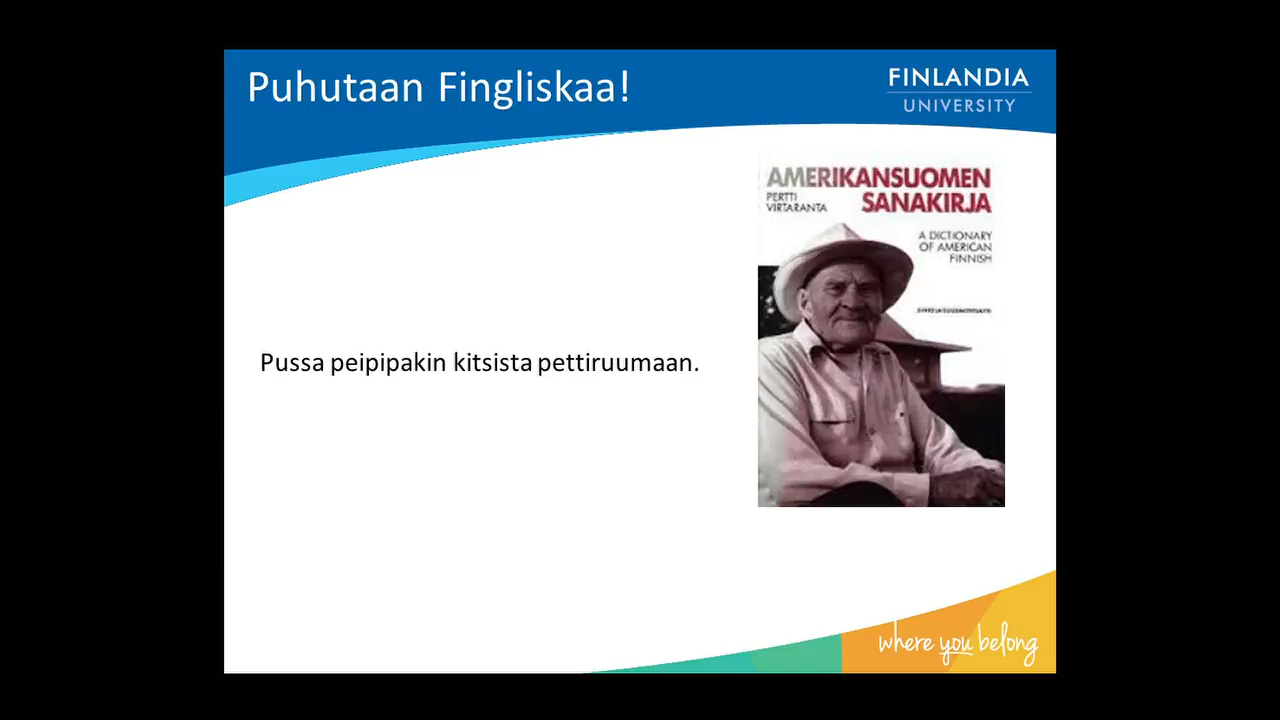 Puhutaan Fingliskaa!
FINLANDIA
UNIVERSITY
AMERIKANSUOMEN
PERTTI
VIRTARANTA
SANAKIRJA
A DICTIONARY
OF AMERICAN
FINNISH
Pussa peipipakin kitsista pettiruumaan.
where you belong